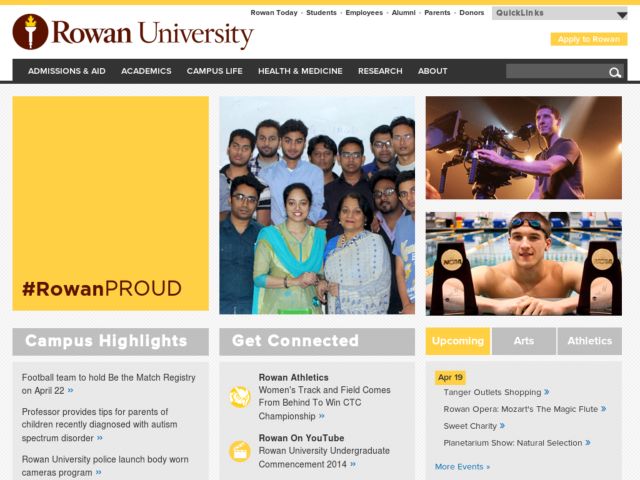 Rowan Today • Students • Employees • Alumni • Parents • Donors
QuickLinks
Rowan University
Apply to Rowan
ADMISSIONS & AID ACADEMICS CAMPUS LIFE HEALTH & MEDICINE RESEARCH ABOUT
#RowanPROUD
NCAA
NCAA
Campus Highlights
Football team to hold Be the Match Registry
on April 22 »
Professor provides tips for parents of
children recently diagnosed with autism
spectrum disorder »
Rowan University police launch body worn
cameras program »
Get Connected
Rowan Athletics
Women's Track and Field Comes
From Behind To Win CTC
Championship »
Rowan On YouTube
Rowan University Undergraduate
Commencement 2014 »
Upcoming Arts Athletics
Apr 19
Tanger Outlets Shopping »
Rowan Opera: Mozart's The Magic Flute »
Sweet Charity »
Planetarium Show: Natural Selection »
More Events »